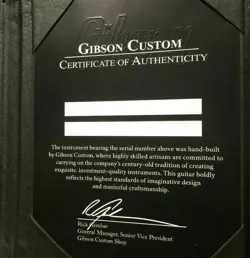 GIBSON CUSTOM
CERTIFICATE OF AUTHENTICITY
The instrument bearing the serial number above was hand-built
by Gibson Custom, where highly skilled artisans are committed to
carrying on the company's century-old tradition of creating
exquisite, investment-quality instruments. This guitar boldly
reflects the highest standards of imaginative design
and masterful craftsmanship.
Rick
General Manager, Senior Vice President
Gibson Custom Shop